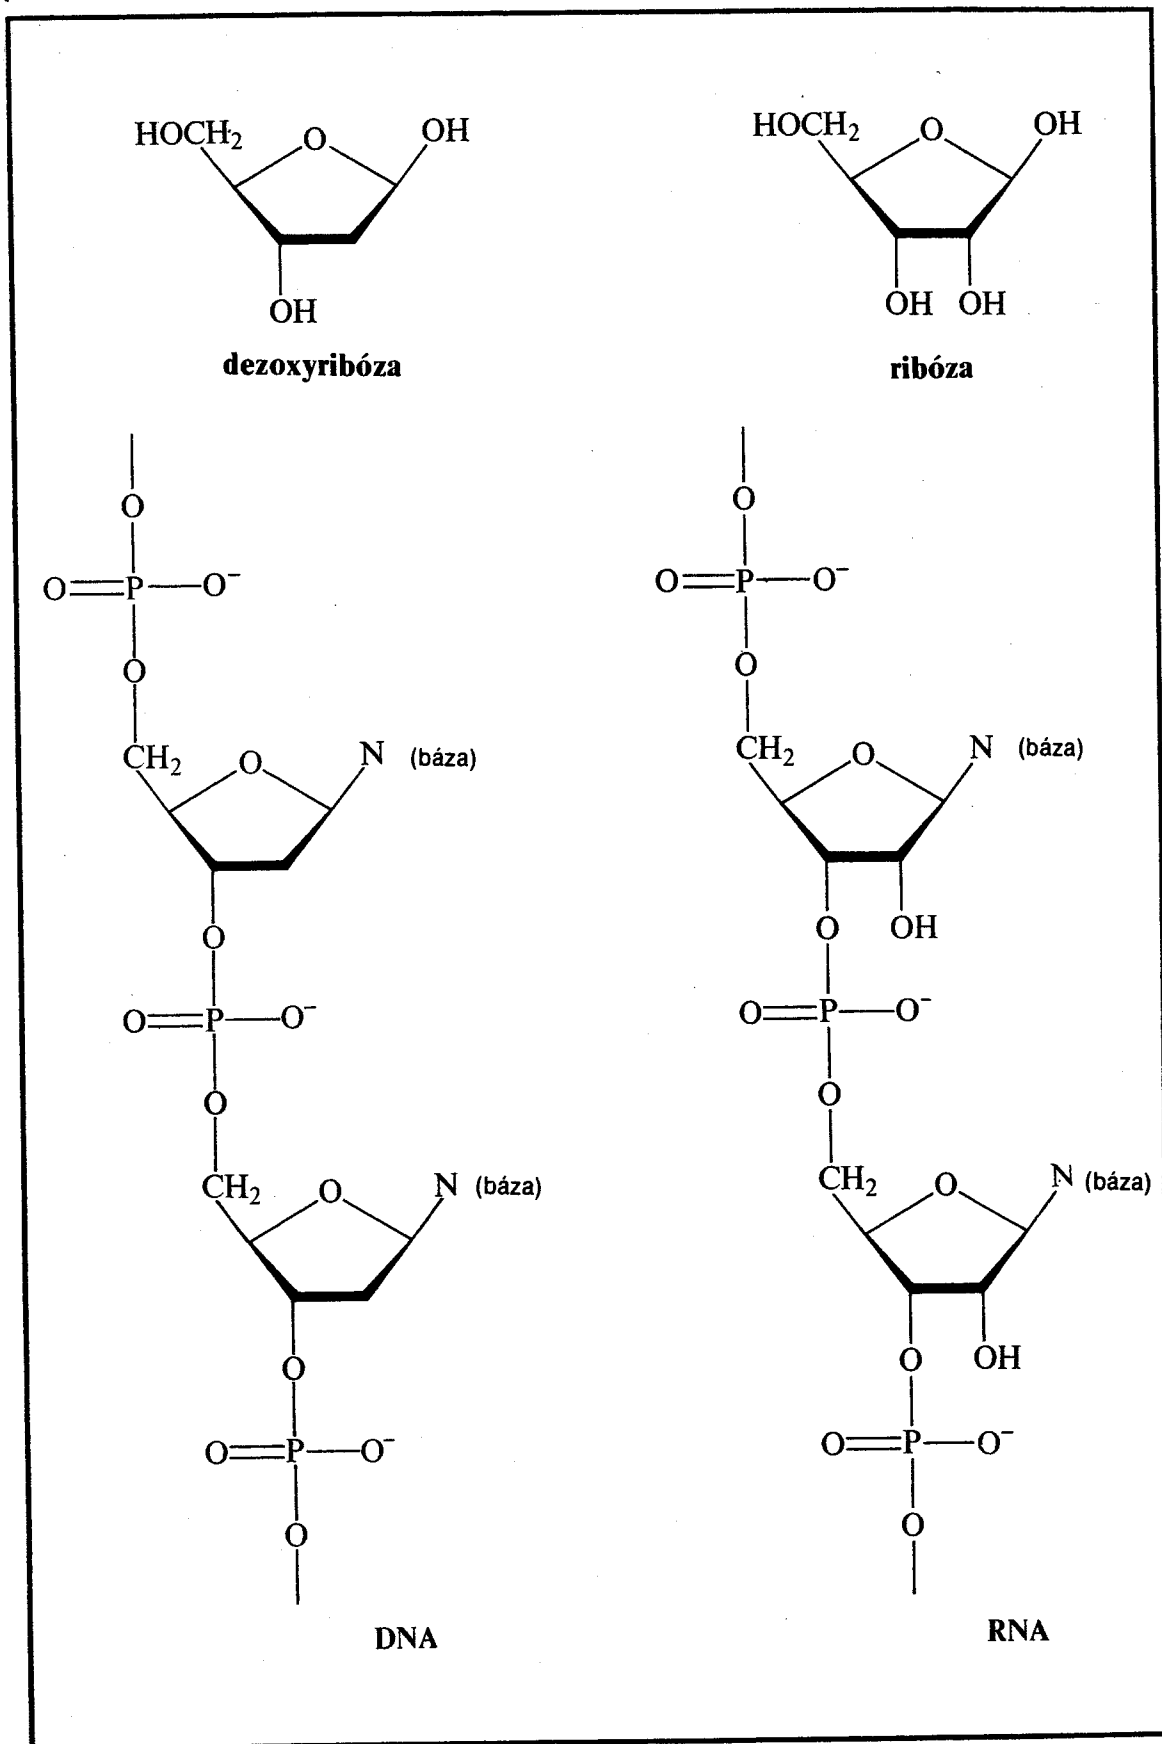 HOCH₂ O OH
OH
dezoxyribóza
HOCH₂ O OH
OH OH
ribóza
O
O=P—O⁻
O
CH₂ O N (báza)
O
O=P—O⁻
O
CH₂ O N (báza)
O
O=P—O⁻
O
DNA
O
O=P—O⁻
O
CH₂ O N (báza)
O OH
O=P—O⁻
O
CH₂ O N (báza)
O OH
O=P—O⁻
O
RNA